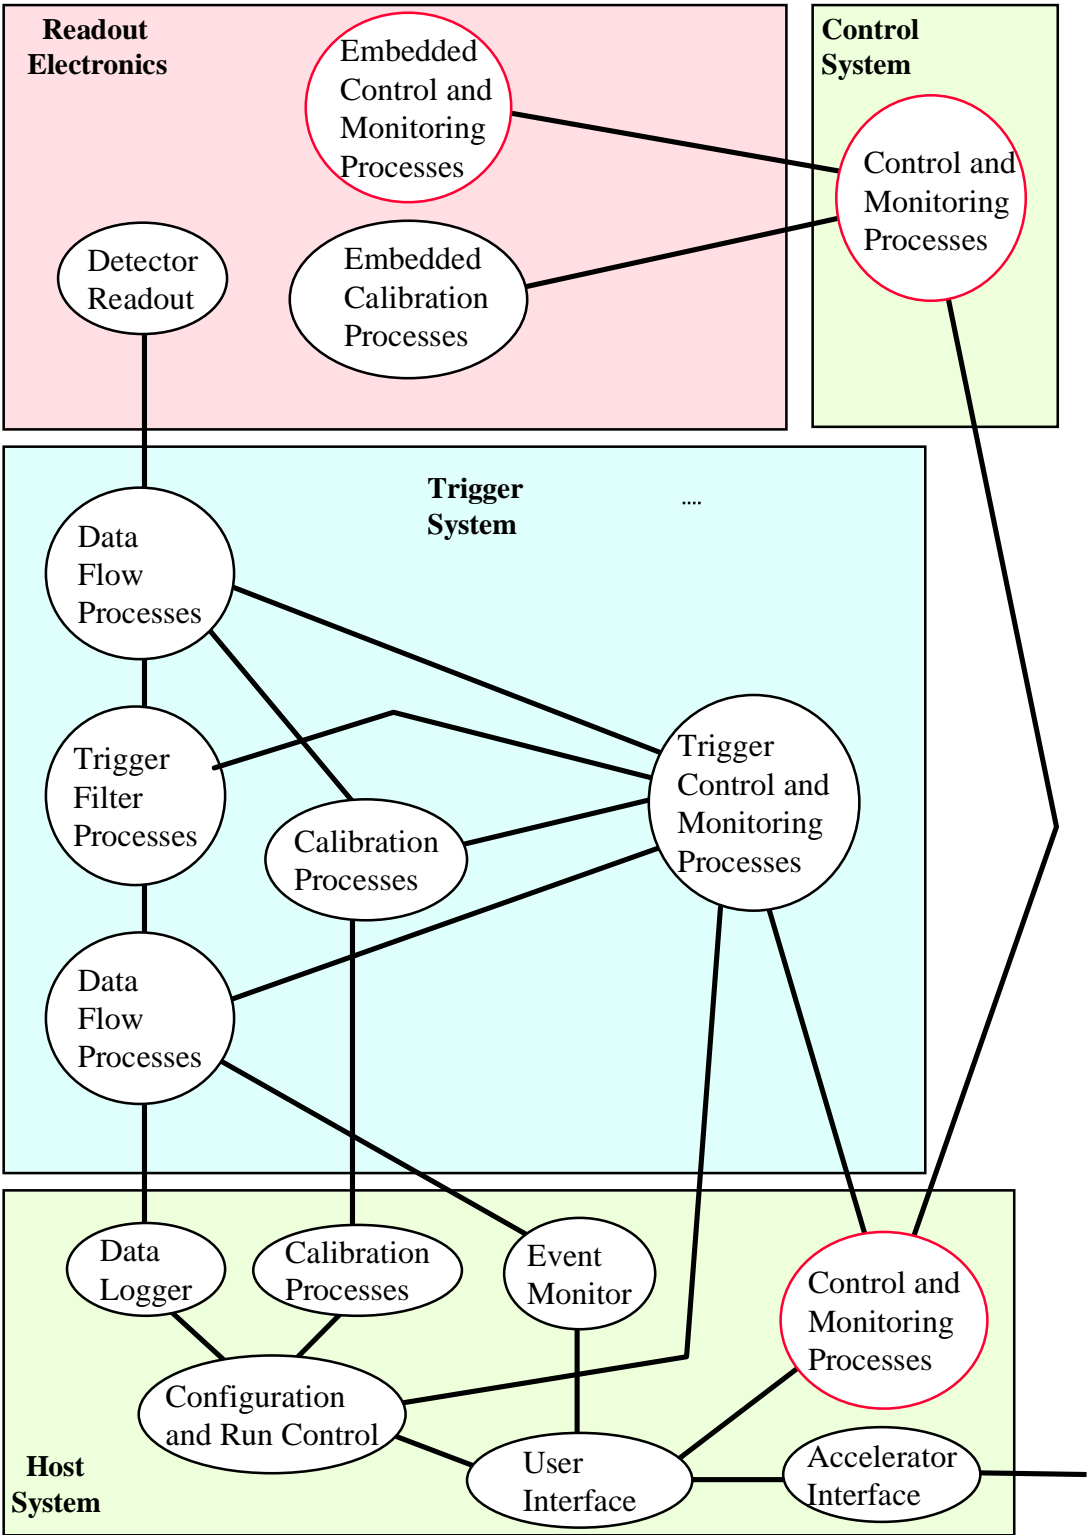 Readout
Electronics
Embedded
Control and
Monitoring
Processes
Control
System
Control and
Monitoring
Processes
Detector
Readout
Embedded
Calibration
Processes
Trigger
System
....
Data
Flow
Processes
Trigger
Filter
Processes
Calibration
Processes
Trigger
Control and
Monitoring
Processes
Data
Flow
Processes
Data
Logger
Calibration
Processes
Event
Monitor
Control and
Monitoring
Processes
Configuration
and Run Control
User
Interface
Accelerator
Interface
Host
System